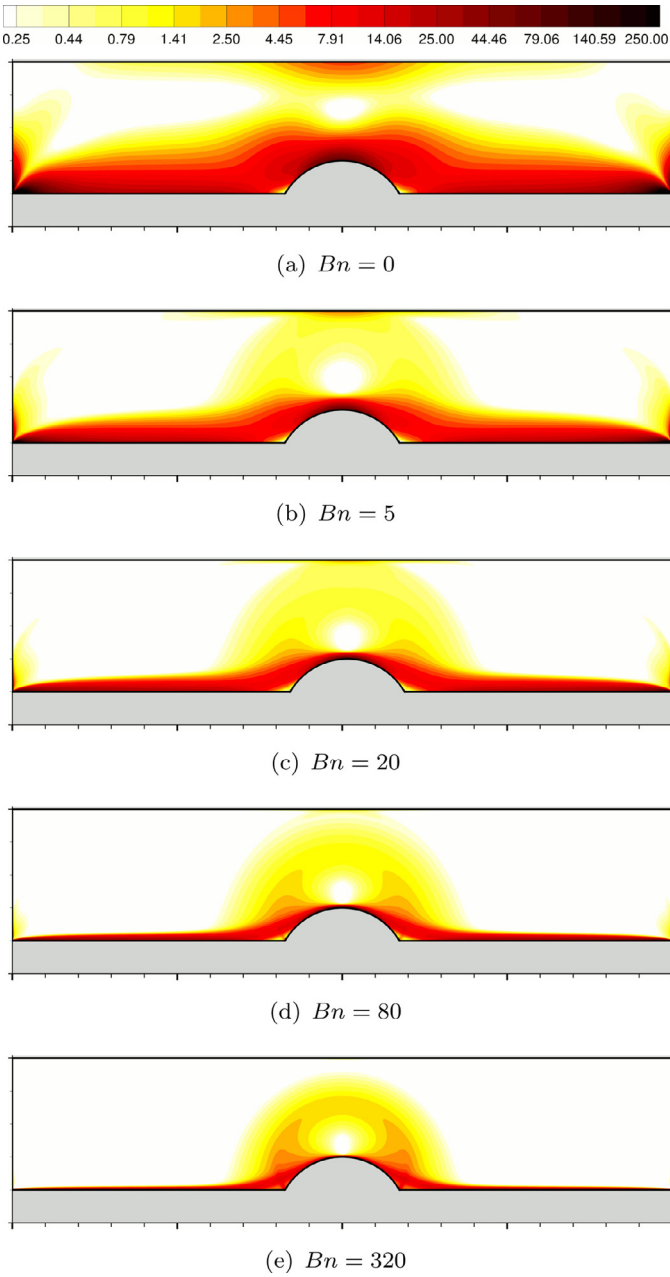 0.25 0.44 0.79 1.41 2.50 4.45 7.91 14.06 25.00 44.46 79.06 140.59 250.00
(a) Bn = 0
(b) Bn = 5
(c) Bn = 20
(d) Bn = 80
(e) Bn = 320